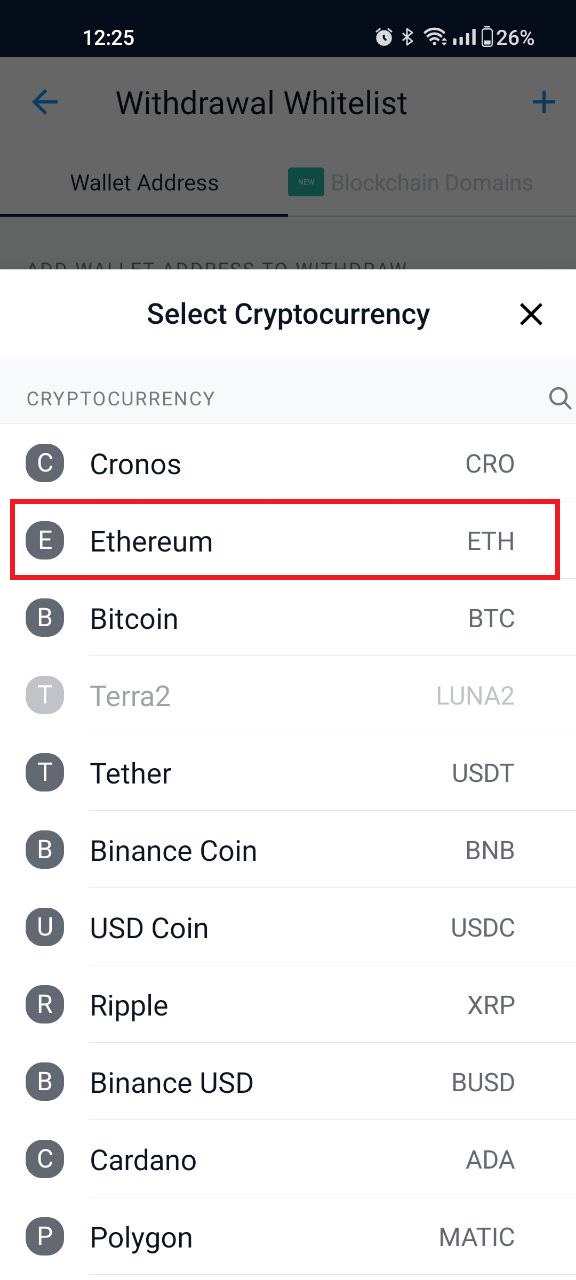 12:25 26%
Withdrawal Whitelist
Wallet Address NEW Blockchain Domains
ADD WALLET ADDRESS TO WITHDRAW
Select Cryptocurrency
CRYPTOCURRENCY
C Cronos CRO
E Ethereum ETH
B Bitcoin BTC
T Terra2 LUNA2
T Tether USDT
B Binance Coin BNB
U USD Coin USDC
R Ripple XRP
B Binance USD BUSD
C Cardano ADA
P Polygon MATIC